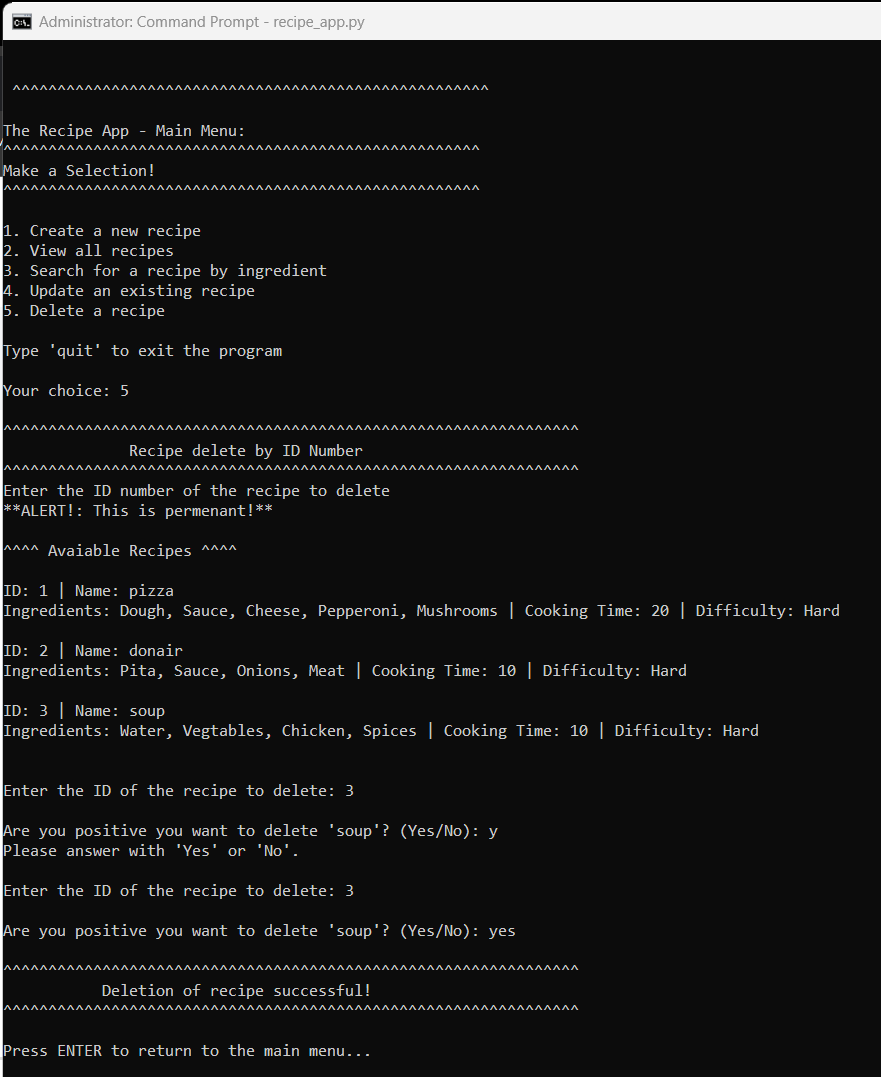 Administrator: Command Prompt - recipe_app.py
^^^^^^^^^^^^^^^^^^^^^^^^^^^^^^^^^^^^^^^^^^^^^^^^^^^^^
The Recipe App - Main Menu:
^^^^^^^^^^^^^^^^^^^^^^^^^^^^^^^^^^^^^^^^^^^^^^^^^^^^^
Make a Selection!
^^^^^^^^^^^^^^^^^^^^^^^^^^^^^^^^^^^^^^^^^^^^^^^^^^^^^
1. Create a new recipe
2. View all recipes
3. Search for a recipe by ingredient
4. Update an existing recipe
5. Delete a recipe
Type 'quit' to exit the program
Your choice: 5
^^^^^^^^^^^^^^^^^^^^^^^^^^^^^^^^^^^^^^^^^^^^^^^^^^^^^^^^^^^^^^^^
Recipe delete by ID Number
^^^^^^^^^^^^^^^^^^^^^^^^^^^^^^^^^^^^^^^^^^^^^^^^^^^^^^^^^^^^^^^^
Enter the ID number of the recipe to delete
**ALERT!: This is permenant!**
^^^^ Avaiable Recipes ^^^^
ID: 1 | Name: pizza
Ingredients: Dough, Sauce, Cheese, Pepperoni, Mushrooms | Cooking Time: 20 | Difficulty: Hard
ID: 2 | Name: donair
Ingredients: Pita, Sauce, Onions, Meat | Cooking Time: 10 | Difficulty: Hard
ID: 3 | Name: soup
Ingredients: Water, Vegtables, Chicken, Spices | Cooking Time: 10 | Difficulty: Hard
Enter the ID of the recipe to delete: 3
Are you positive you want to delete 'soup'? (Yes/No): y
Please answer with 'Yes' or 'No'.
Enter the ID of the recipe to delete: 3
Are you positive you want to delete 'soup'? (Yes/No): yes
^^^^^^^^^^^^^^^^^^^^^^^^^^^^^^^^^^^^^^^^^^^^^^^^^^^^^^^^^^^^^^^^
Deletion of recipe successful!
^^^^^^^^^^^^^^^^^^^^^^^^^^^^^^^^^^^^^^^^^^^^^^^^^^^^^^^^^^^^^^^^
Press ENTER to return to the main menu...